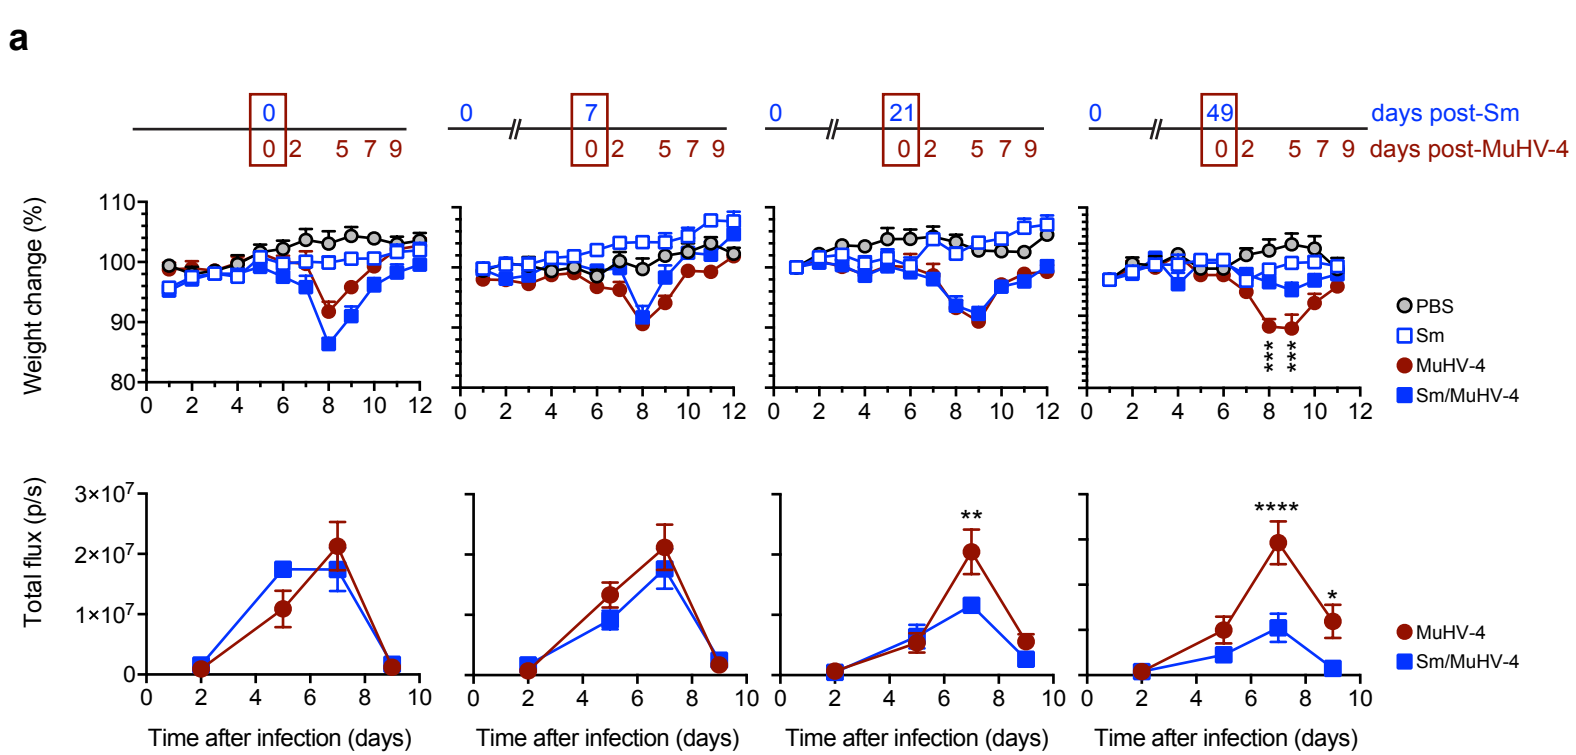 a
0 0 7 0 21 0 49 days post-Sm
0 2 5 7 9 0 2 5 7 9 0 2 5 7 9 0 2 5 7 9 days post-MuHV-4
Weight change (%)
110
100
90
80
0 2 4 6 8 10 12
0 2 4 6 8 10 12
0 2 4 6 8 10 12
*** ***
0 2 4 6 8 10 12
PBS
Sm
MuHV-4
Sm/MuHV-4
Total flux (p/s)
3×10⁷
2×10⁷
1×10⁷
0
0 2 4 6 8 10
Time after infection (days)
0 2 4 6 8 10
Time after infection (days)
**
0 2 4 6 8 10
Time after infection (days)
****
*
0 2 4 6 8 10
Time after infection (days)
MuHV-4
Sm/MuHV-4